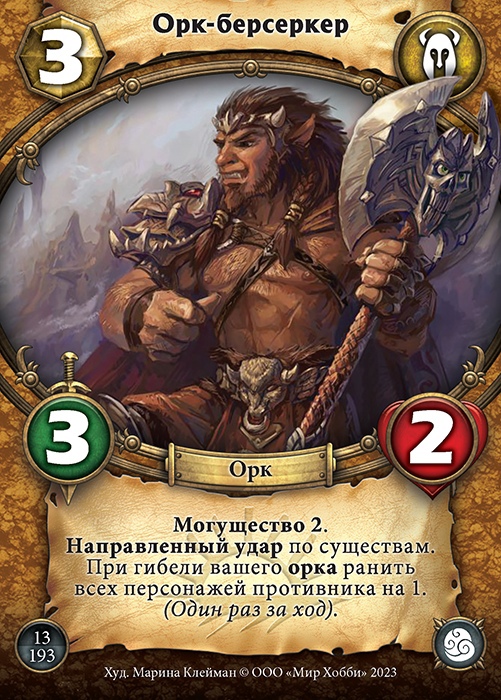 Орк-берсеркер
3
3
2
Орк
Могущество 2.
Направленный удар по существам.
При гибели вашего орка ранить
всех персонажей противника на 1.
(Один раз за ход).
13
193
Худ. Марина Клейман © ООО «Мир Хобби» 2023